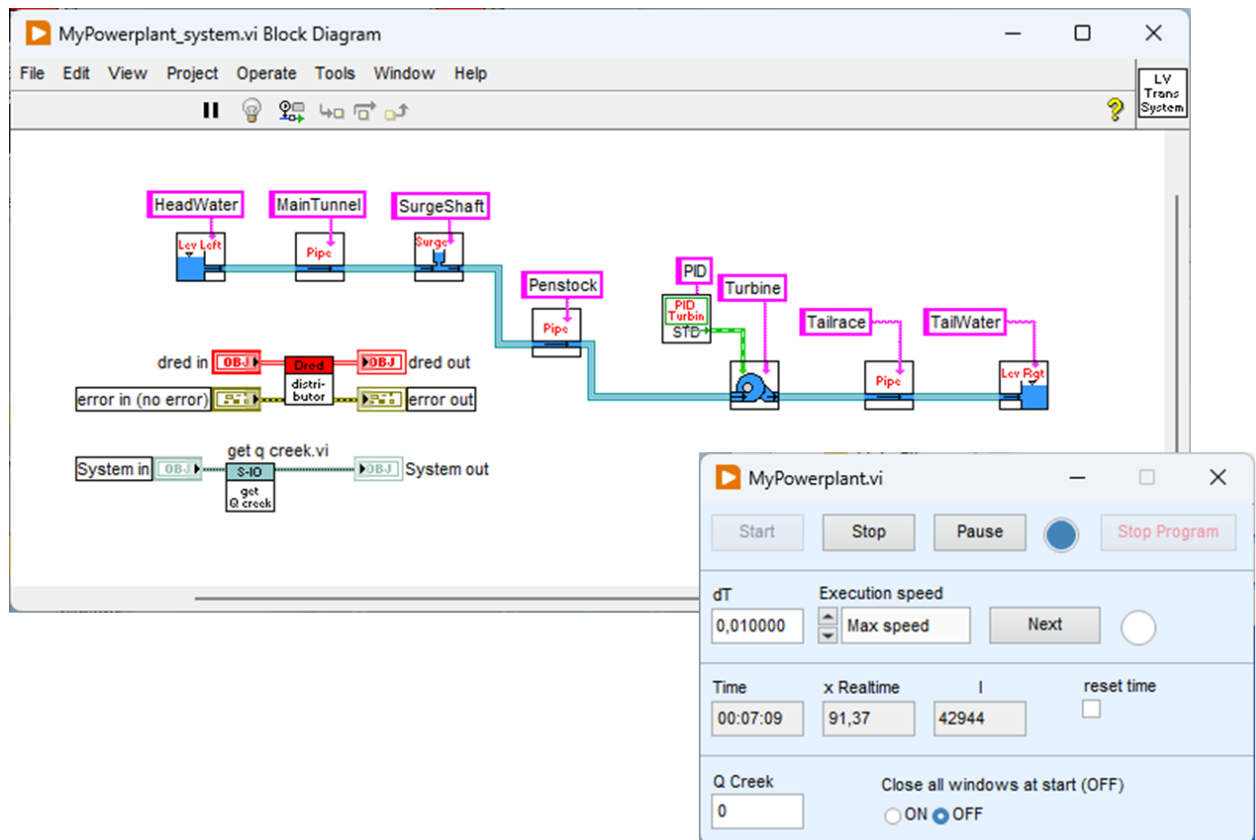 MyPowerplant_system.vi Block Diagram
File Edit View Project Operate Tools Window Help
LV
Trans
System
HeadWater MainTunnel SurgeShaft
Lev Left
Pipe
Surge
Penstock
Pipe
PID
PID
Turbin
STD
Turbine
Tailrace
Pipe
TailWater
Lev Rgt
dred in OBJ Dred OBJ dred out
distri-
butor
error in (no error) error out
get q creek.vi
System in OBJ S-IO OBJ System out
get
Q creek
MyPowerplant.vi
Start Stop Pause Stop Program
dT Execution speed
0,010000 Max speed Next
Time x Realtime I reset time
00:07:09 91,37 42944
Q Creek Close all windows at start (OFF)
0 ON OFF